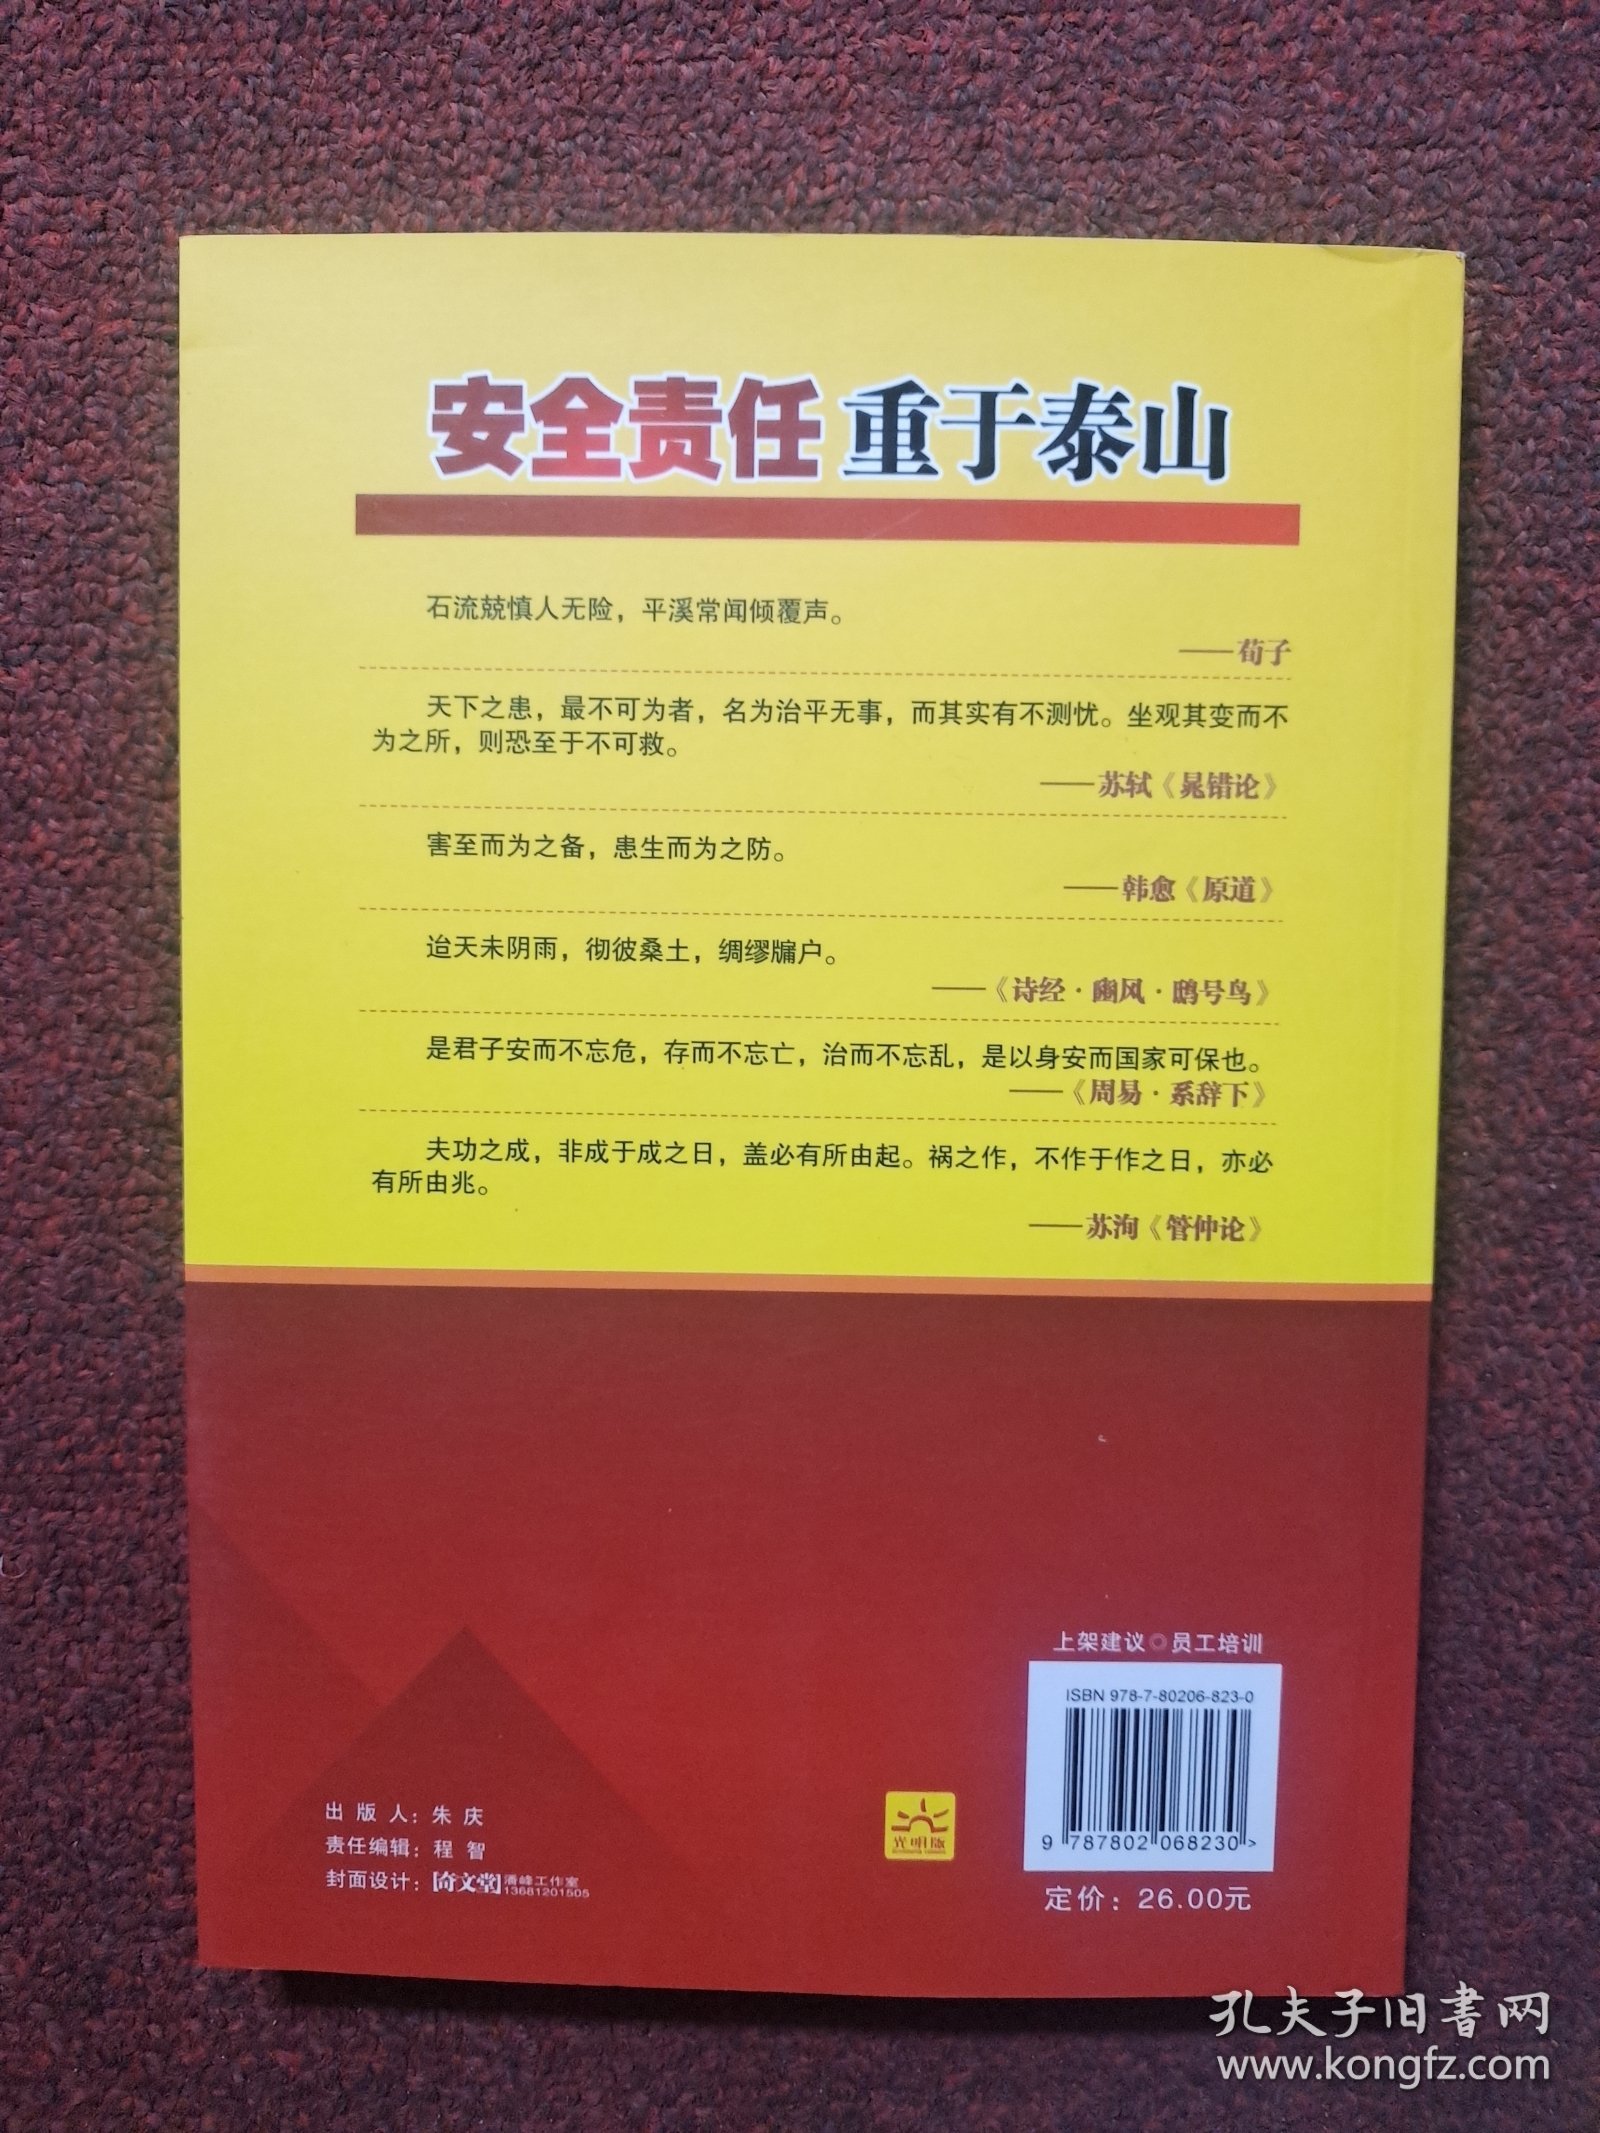 安全责任 重于泰山
石流兢慎人无险，平溪常闻倾覆声。
——荀子
天下之患，最不可为者，名为治平无事，而其实有不测忧。坐观其变而不
为之所，则恐至于不可救。
——苏轼《晁错论》
害至而为之备，患生而为之防。
——韩愈《原道》
迨天未阴雨，彻彼桑土，绸缪牖户。
——《诗经·豳风·鸱号鸟》
是君子安而不忘危，存而不忘亡，治而不忘乱，是以身安而国家可保也。
——《周易·系辞下》
夫功之成，非成于成之日，盖必有所由起。祸之作，不作于作之日，亦必
有所由兆。
——苏洵《管仲论》
上架建议◎员工培训
ISBN 978-7-80206-823-0
9 787802 068230 >
定价：26.00元
光明版
出 版 人：朱 庆
责任编辑：程 智
封面设计：【奇文堂】潘峰工作室
13681201505
孔夫子旧书网
www.kongfz.com